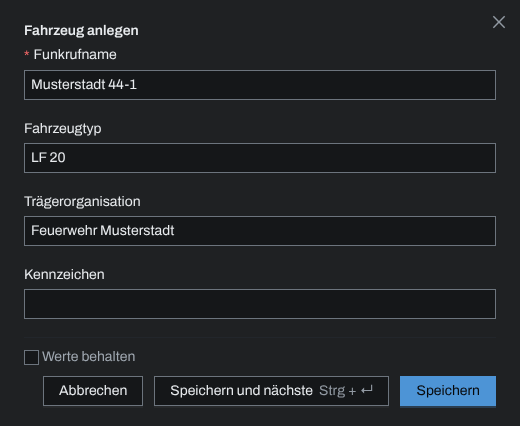 Fahrzeug anlegen
* Funkrufname
Musterstadt 44-1
Fahrzeugtyp
LF 20
Trägerorganisation
Feuerwehr Musterstadt
Kennzeichen
Werte behalten
Abbrechen Speichern und nächste Strg + ↵ Speichern